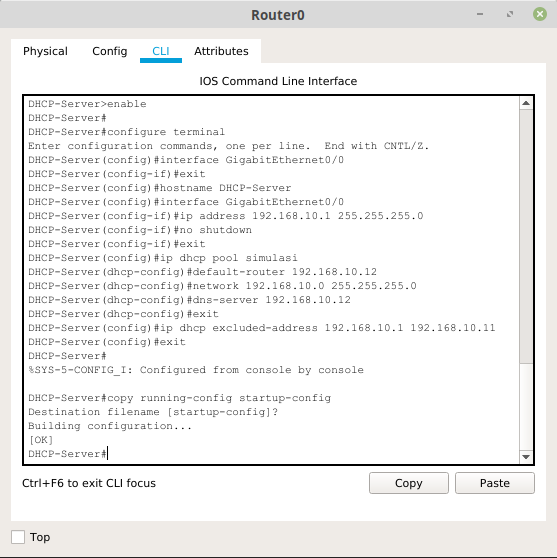 Router0
Physical Config CLI Attributes
IOS Command Line Interface
DHCP-Server>enable
DHCP-Server#
DHCP-Server#configure terminal
Enter configuration commands, one per line.  End with CNTL/Z.
DHCP-Server(config)#interface GigabitEthernet0/0
DHCP-Server(config-if)#exit
DHCP-Server(config)#hostname DHCP-Server
DHCP-Server(config)#interface GigabitEthernet0/0
DHCP-Server(config-if)#ip address 192.168.10.1 255.255.255.0
DHCP-Server(config-if)#no shutdown
DHCP-Server(config-if)#exit
DHCP-Server(config)#ip dhcp pool simulasi
DHCP-Server(dhcp-config)#default-router 192.168.10.12
DHCP-Server(dhcp-config)#network 192.168.10.0 255.255.255.0
DHCP-Server(dhcp-config)#dns-server 192.168.10.12
DHCP-Server(dhcp-config)#exit
DHCP-Server(config)#ip dhcp excluded-address 192.168.10.1 192.168.10.11
DHCP-Server(config)#exit
DHCP-Server#
%SYS-5-CONFIG_I: Configured from console by console
DHCP-Server#copy running-config startup-config
Destination filename [startup-config]?
Building configuration...
[OK]
DHCP-Server#
Ctrl+F6 to exit CLI focus
Copy Paste
Top